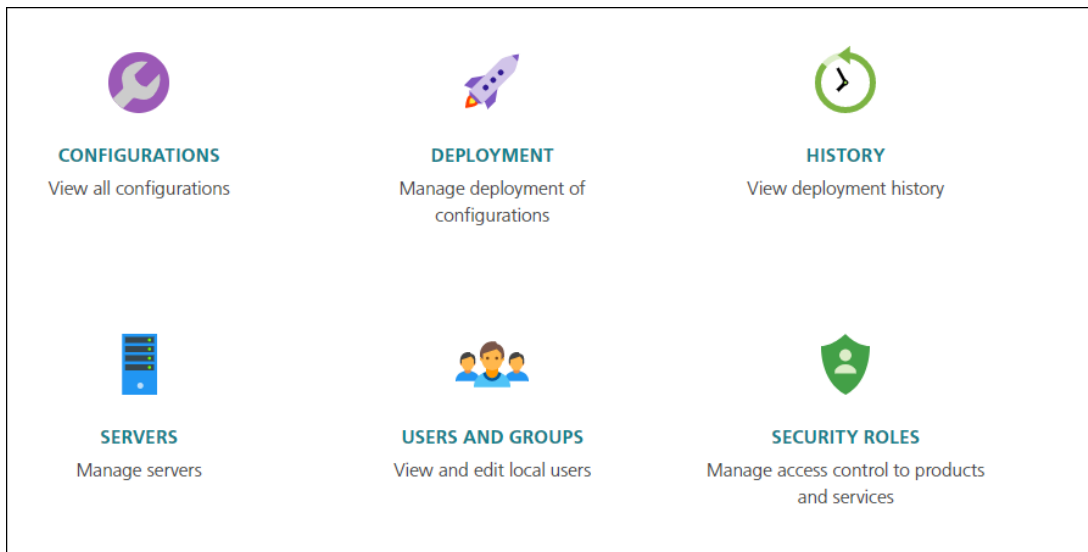 CONFIGURATIONS
View all configurations
DEPLOYMENT
Manage deployment of
configurations
HISTORY
View deployment history
SERVERS
Manage servers
USERS AND GROUPS
View and edit local users
SECURITY ROLES
Manage access control to products
and services